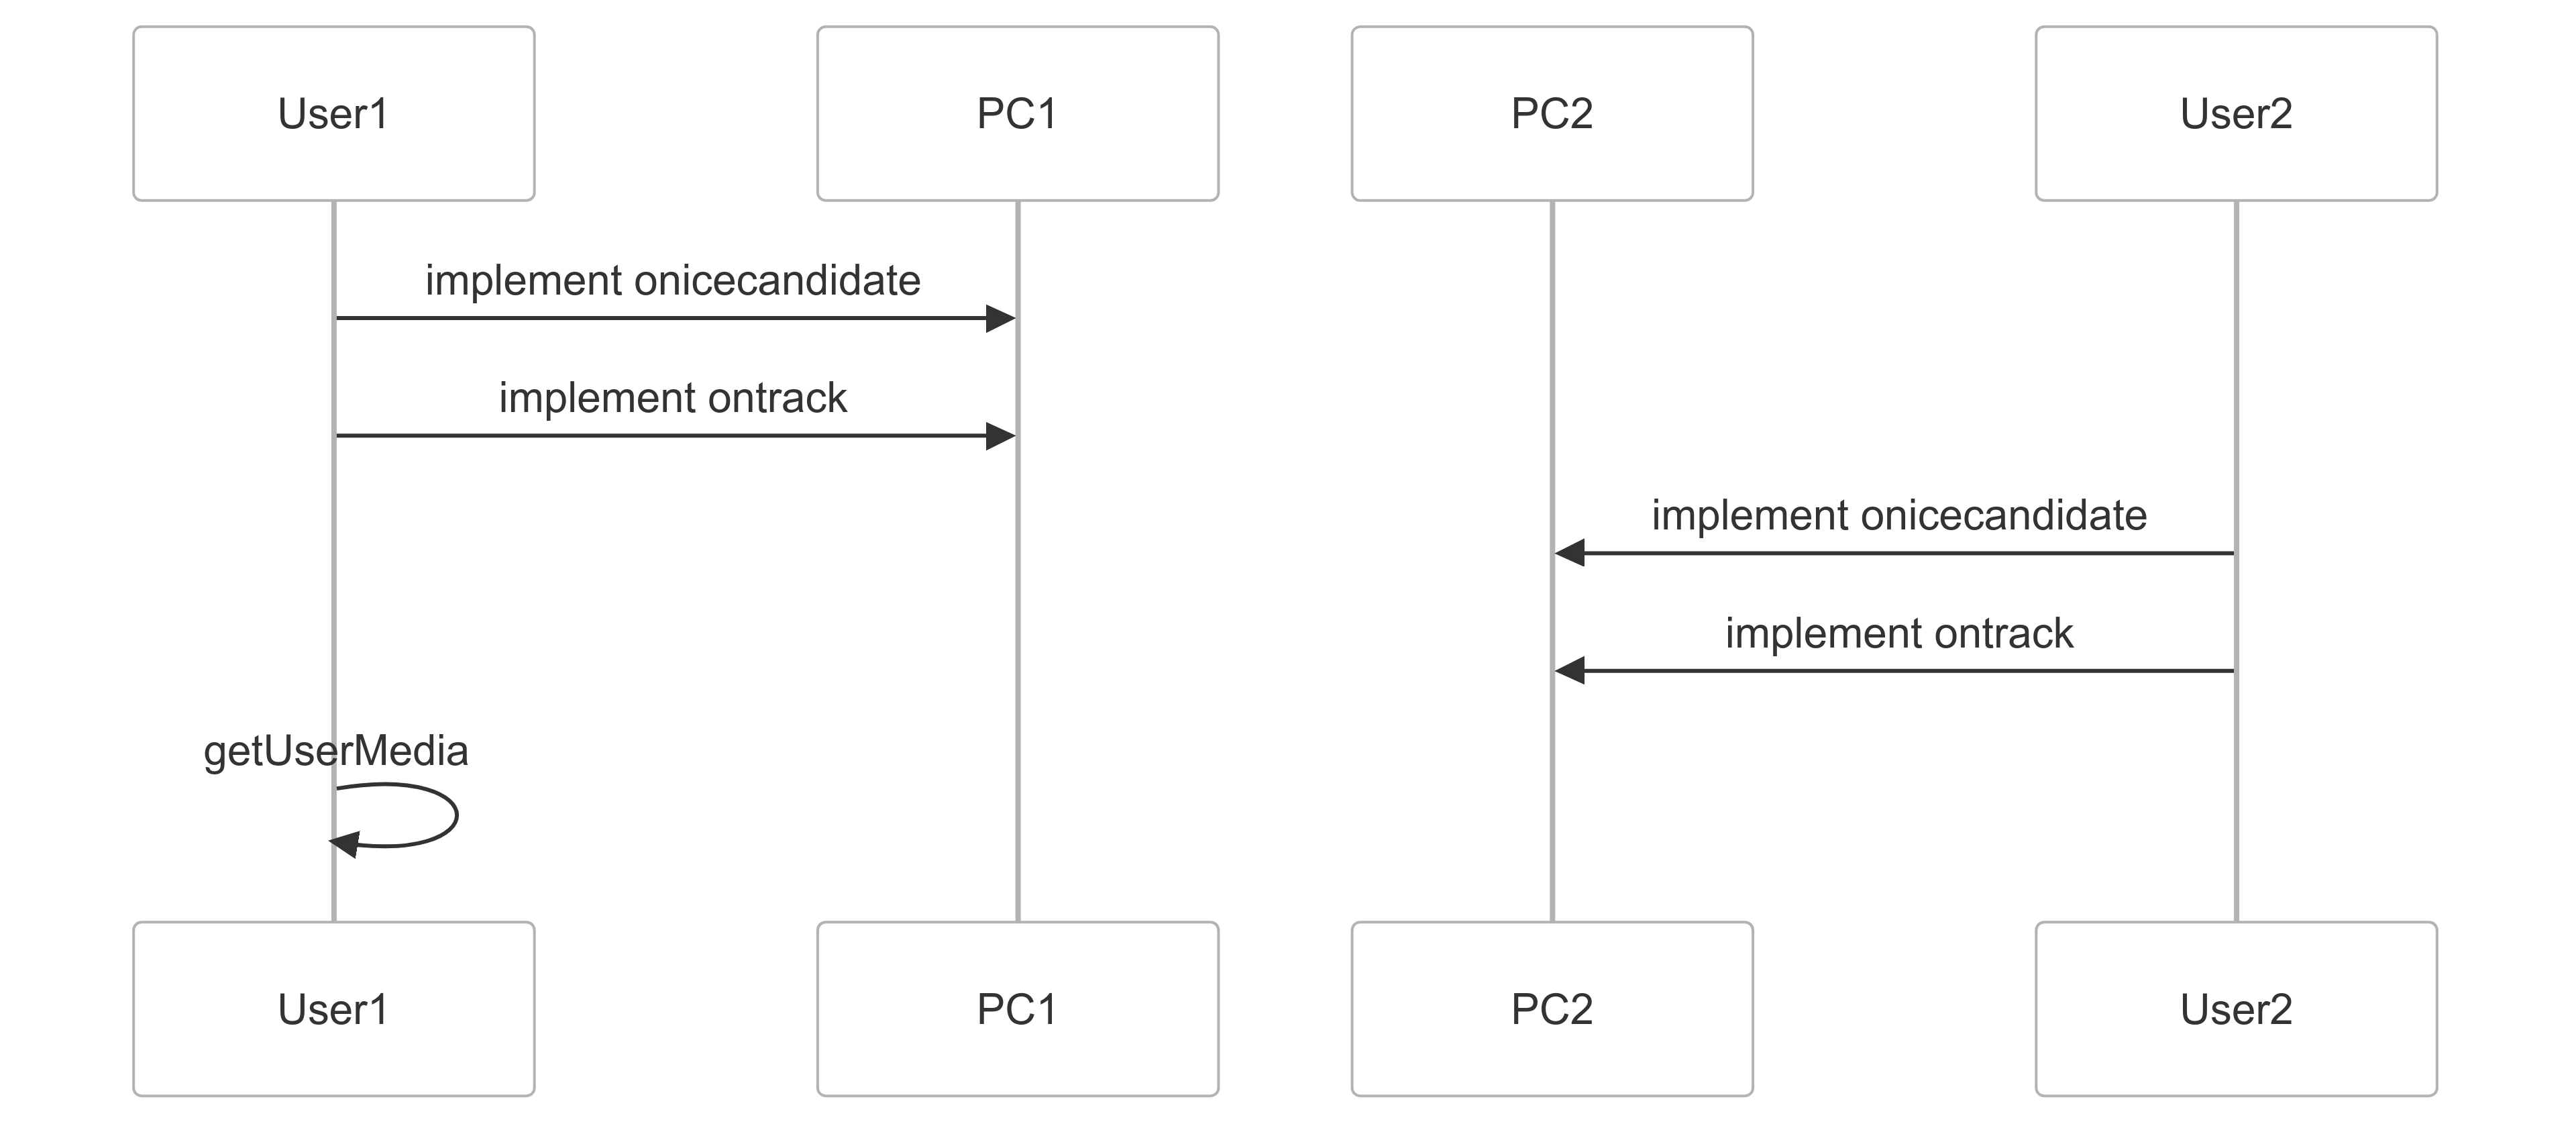 User1
PC1
PC2
User2
implement onicecandidate
implement ontrack
implement onicecandidate
implement ontrack
getUserMedia
User1
PC1
PC2
User2